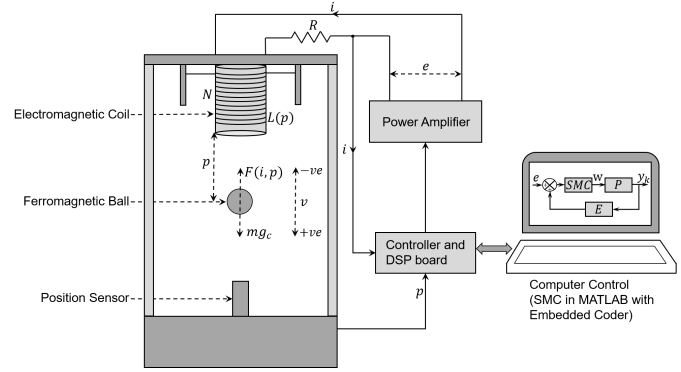 i
R
e
N
L(p)
Electromagnetic Coil
Power Amplifier
p
i
F(i, p)
−ve
Ferromagnetic Ball
v
mg_c
+ve
e
SMC
w
P
y_k
E
Controller and
DSP board
Position Sensor
p
Computer Control
(SMC in MATLAB with
Embedded Coder)